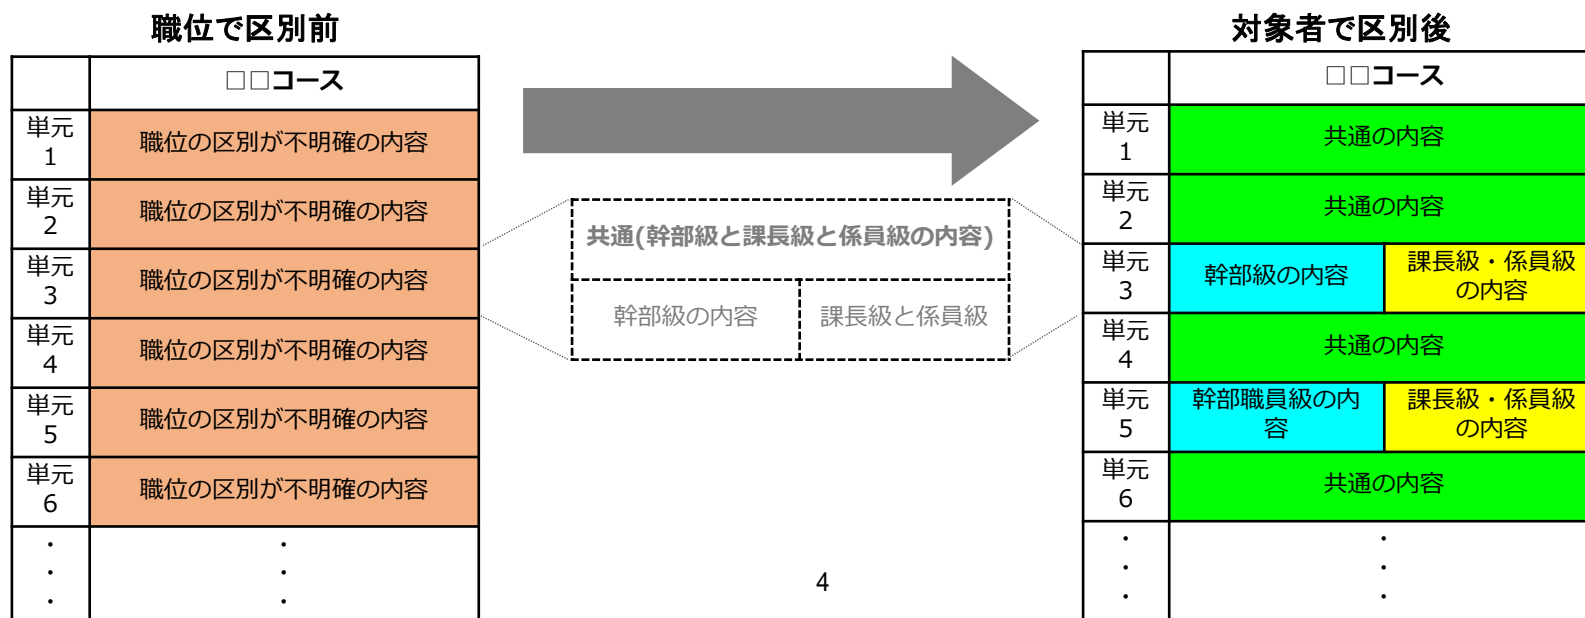 職位で区別前
□□コース
単元
1
職位の区別が不明確の内容
単元
2
職位の区別が不明確の内容
単元
3
職位の区別が不明確の内容
単元
4
職位の区別が不明確の内容
単元
5
職位の区別が不明確の内容
単元
6
職位の区別が不明確の内容
・
・
・
・
・
・
共通(幹部級と課長級と係員級の内容)
幹部級の内容
課長級と係員級
対象者で区別後
□□コース
単元
1
共通の内容
単元
2
共通の内容
単元
3
幹部級の内容
課長級・係員級
の内容
単元
4
共通の内容
単元
5
幹部職員級の内
容
課長級・係員級
の内容
単元
6
共通の内容
・
・
・
・
・
・
4